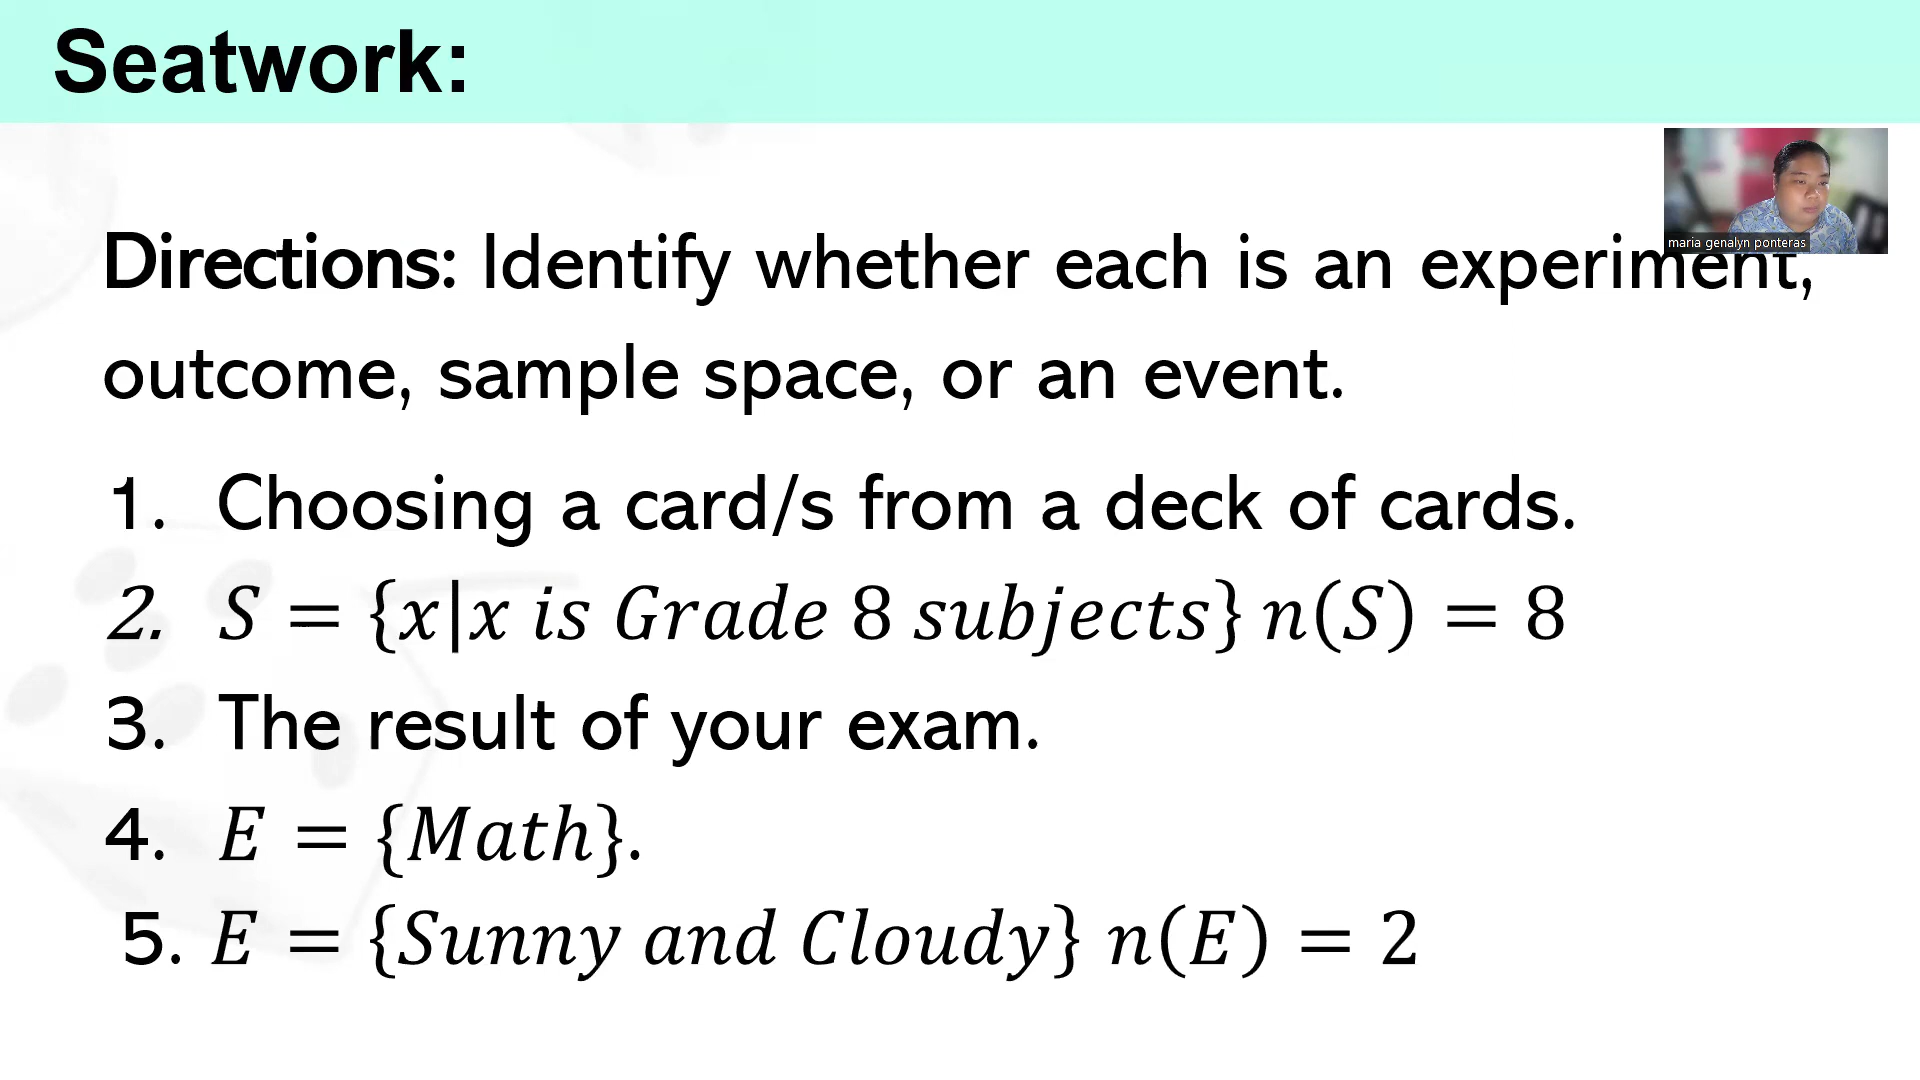 Seatwork:
maria genalyn ponteras
Directions: Identify whether each is an experiment,
outcome, sample space, or an event.
1. Choosing a card/s from a deck of cards.
2. S = {x|x is Grade 8 subjects} n(S) = 8
3. The result of your exam.
4. E = {Math}.
5. E = {Sunny and Cloudy} n(E) = 2